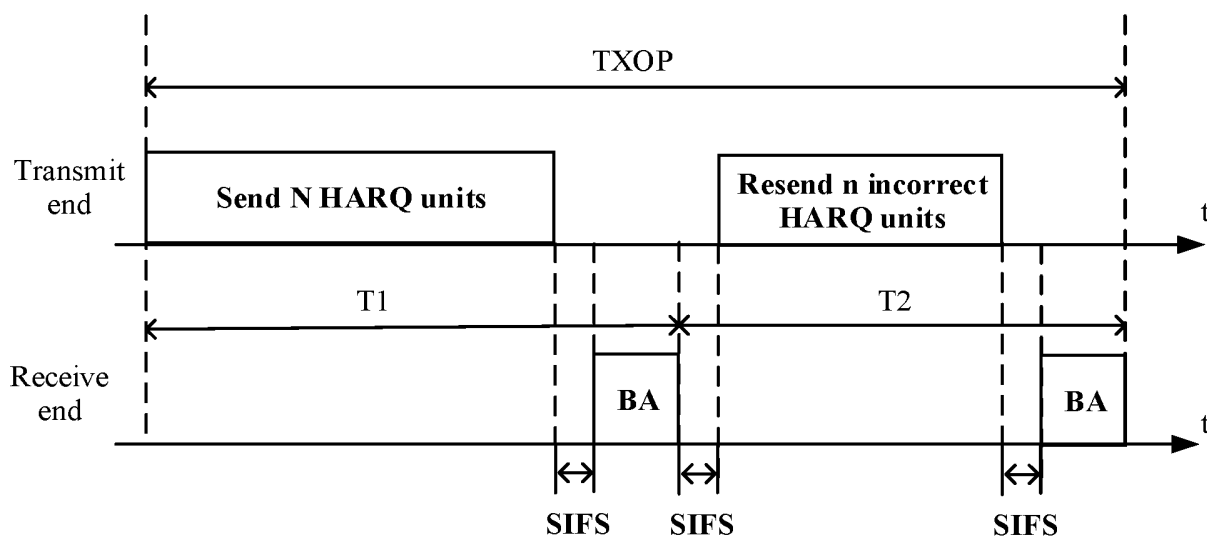 TXOP
Transmit
end
Send N HARQ units
Resend n incorrect
HARQ units
t
T1
T2
Receive
end
BA
BA
t
SIFS
SIFS
SIFS